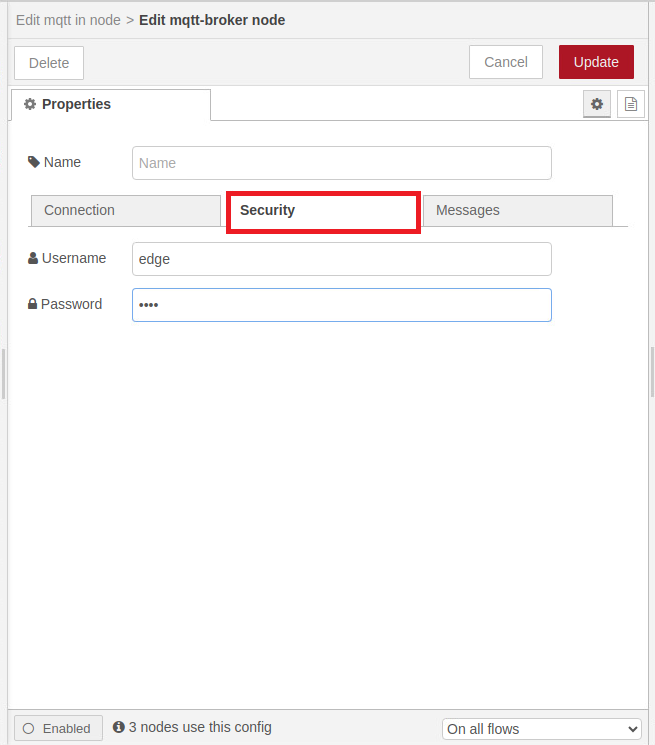 Edit mqtt in node > Edit mqtt-broker node
Delete
Cancel
Update
Properties
Name
Name
Connection
Security
Messages
Username
edge
Password
••••
Enabled
3 nodes use this config
On all flows